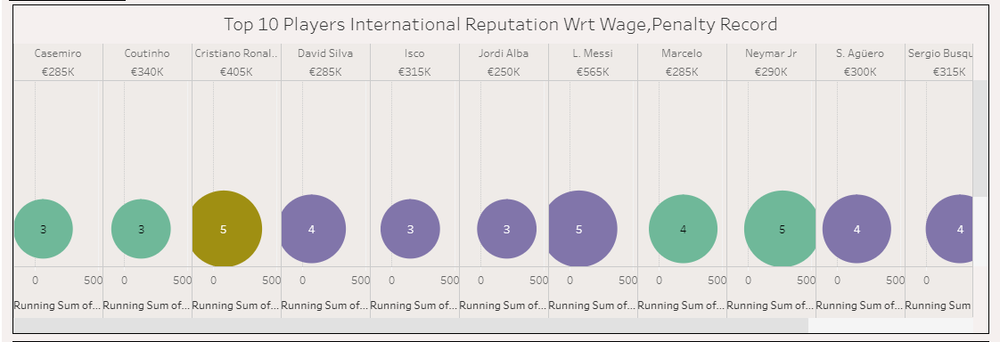 Top 10 Players International Reputation Wrt Wage,Penalty Record
Casemiro Coutinho Cristiano Ronal.. David Silva Isco Jordi Alba L. Messi Marcelo Neymar Jr S. Agüero Sergio Busqu
€285K €340K €405K €285K €315K €250K €565K €285K €290K €300K €315K
3 3 5 4 3 3 5 4 5 4 4
0 500 0 500 0 500 0 500 0 500 0 500 0 500 0 500 0 500 0 500 0
Running Sum of... Running Sum of... Running Sum of... Running Sum of... Running Sum of... Running Sum of... Running Sum of... Running Sum of... Running Sum of... Running Sum of... Running Sum